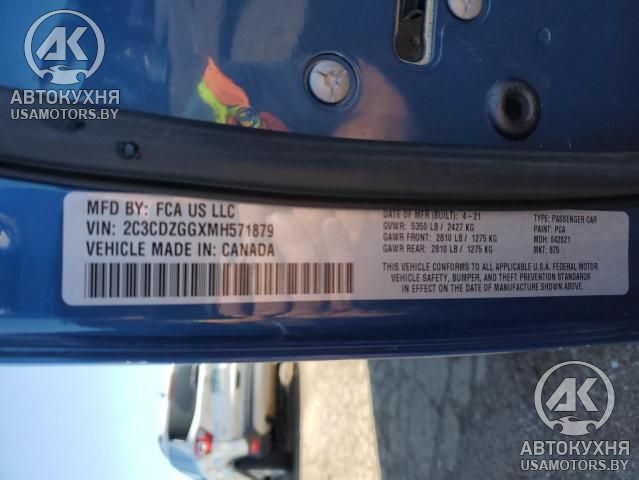 АК
АВТОКУХНЯ
USAMOTORS.BY
MFD BY: FCA US LLC
VIN: 2C3CDZGGXMH571879
VEHICLE MADE IN: CANADA
DATE OF MFR (BUILT): 4-21
GVWR: 5350 LB / 2427 KG
GAWR FRONT: 2810 LB / 1275 KG
GAWR REAR: 2810 LB / 1275 KG
TYPE: PASSENGER CAR
PAINT: PCA
MDH: 042021
MKT: 875
THIS VEHICLE CONFORMS TO ALL APPLICABLE U.S.A. FEDERAL MOTOR
VEHICLE SAFETY, BUMPER, AND THEFT PREVENTION STANDARDS
IN EFFECT ON THE DATE OF MANUFACTURE SHOWN ABOVE.
АК
АВТОКУХНЯ
USAMOTORS.BY